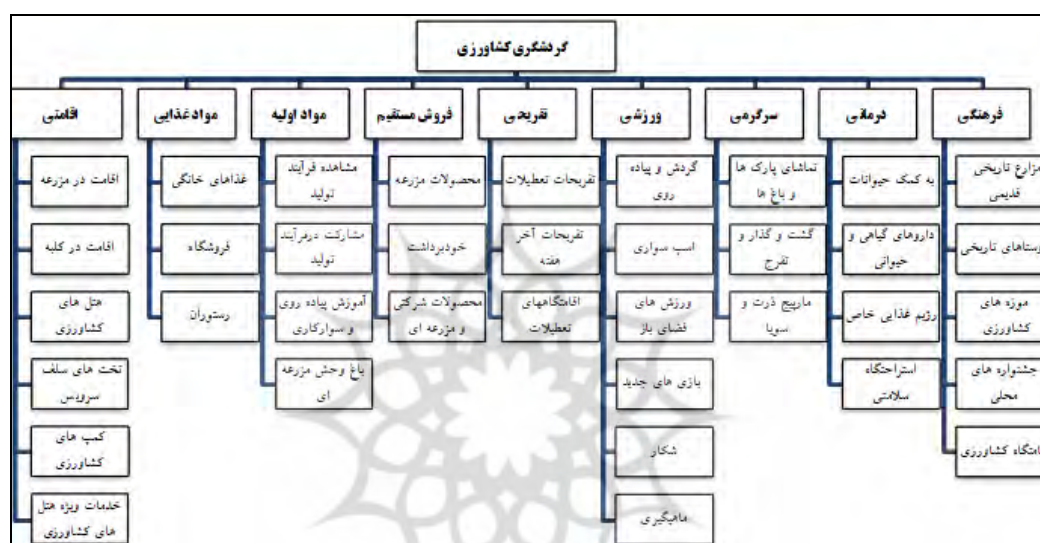 گردشگری کشاورزی
فرهنگی
درمانی
سرگرمی
ورزشی
تفریحی
فروش مستقیم
مواد اولیه
مواد غذایی
اقامتی
مزارع تاریخی
قدیمی
وستاهای تاریخی
موزه های
کشاورزی
جشنواره های
محلی
کشاورزی
به کمک حیوانات
داروهای گیاهی و
حیوانی
رژیم غذایی خاص
استراحتگاه
سلامتی
تماشای پارک ها
و باغ ها
گشت و گذار و
تفرج
مارپیچ ذرت و
سویا
گردش و پیاده
روی
اسب سواری
ورزش های
فضای باز
بازی های جدید
شکار
ماهیگیری
تفریحات تعطیلات
تفریحات آخر
هفته
اقامتگاههای
تعطیلات
محصولات مزرعه
خودبرداشت
محصولات شرکتی
و مزرعه ای
مشاهده فرآیند
تولید
مشارکت درفرآیند
تولید
آموزش پیاده روی
و سوارکاری
باغ وحش مزرعه
ای
غذاهای خانگی
فروشگاه
رستوران
اقامت در مزرعه
اقامت در کلبه
هتل های
کشاورزی
تخت های سلف
سرویس
کمپ های
کشاورزی
خدمات ویژه هتل
های کشاورزی